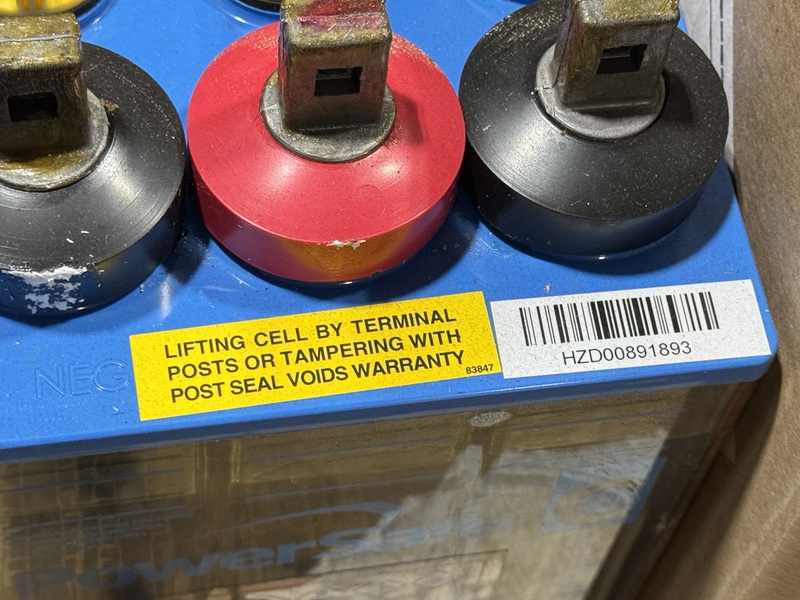 LIFTING CELL BY TERMINAL
POSTS OR TAMPERING WITH
POST SEAL VOIDS WARRANTY
83847
HZD00891893
NEG
PowerSafe